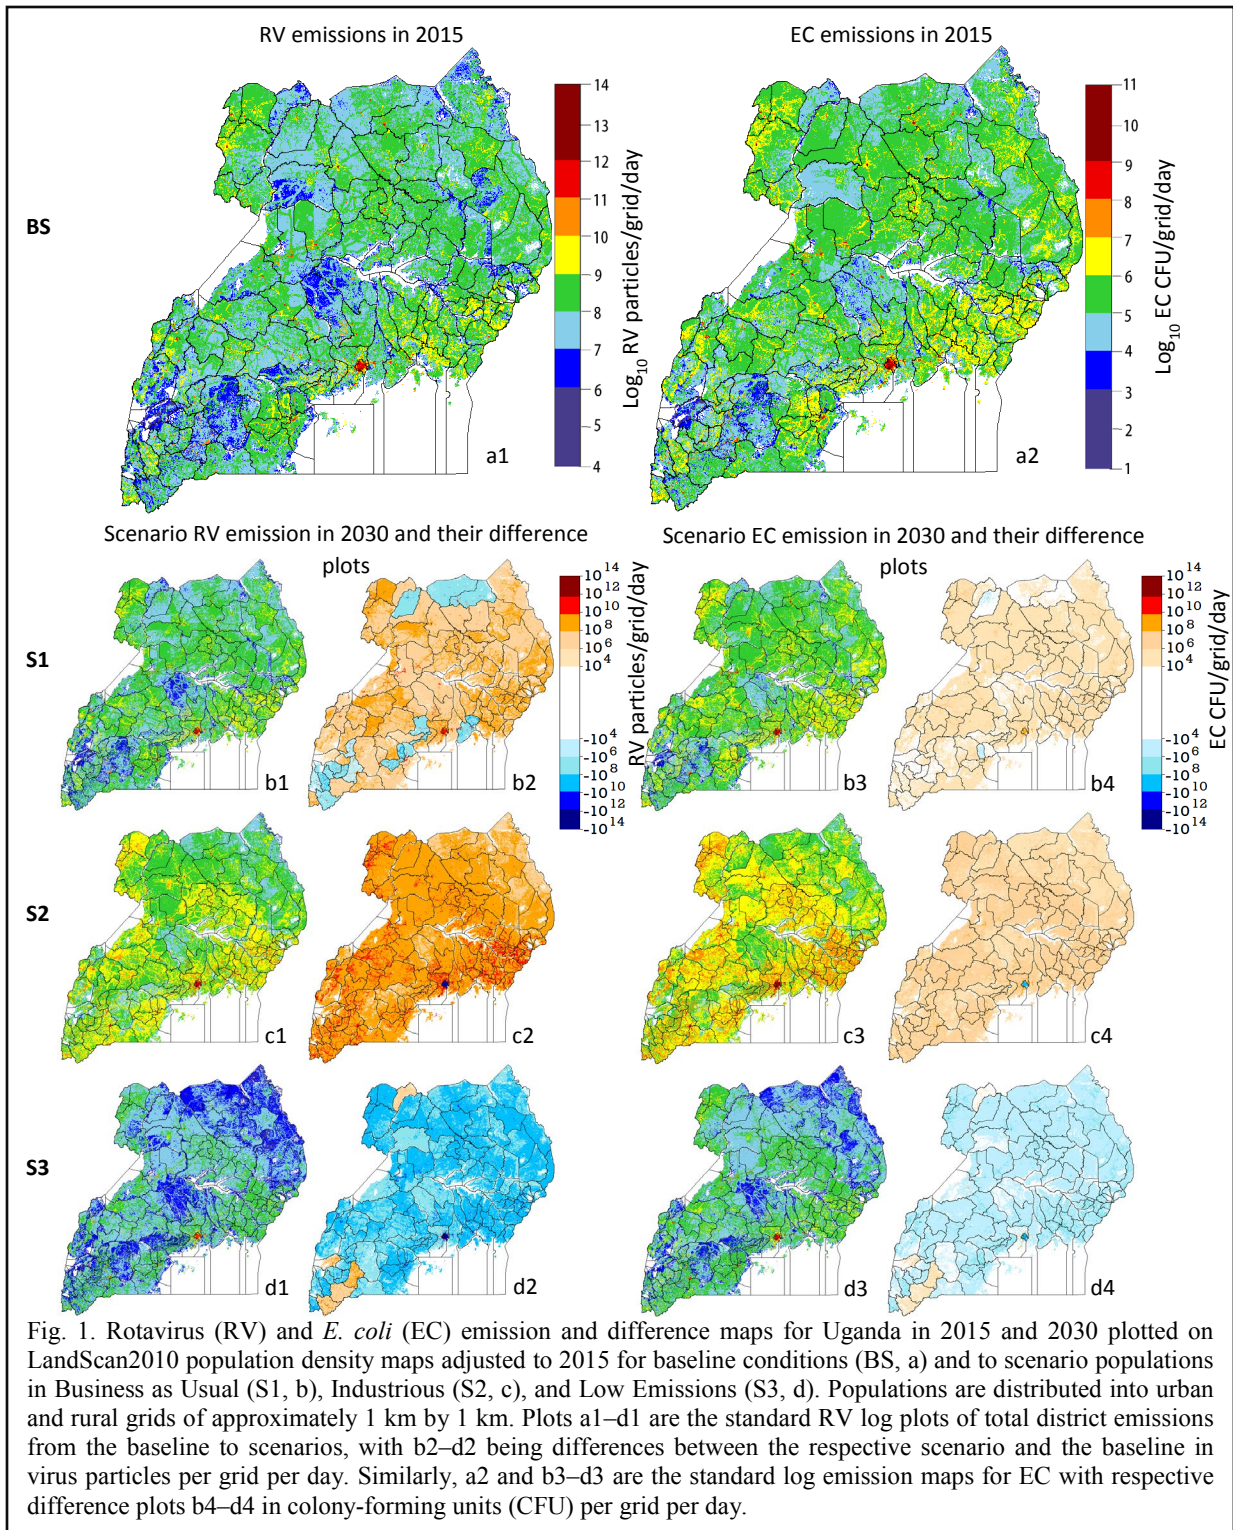 RV emissions in 2015
EC emissions in 2015
BS
14
13
12
11
10
9
8
7
6
5
4
Log10 RV particles/grid/day
a1
11
10
9
8
7
6
5
4
3
2
1
Log10 EC CFU/grid/day
a2
Scenario RV emission in 2030 and their difference
plots
Scenario EC emission in 2030 and their difference
plots
S1
b1
b2
10^14
10^12
10^10
10^8
10^6
10^4
-10^4
-10^6
-10^8
-10^10
-10^12
-10^14
RV particles/grid/day
b3
b4
10^14
10^12
10^10
10^8
10^6
10^4
-10^4
-10^6
-10^8
-10^10
-10^12
-10^14
EC CFU/grid/day
S2
c1
c2
c3
c4
S3
d1
d2
d3
d4
Fig. 1. Rotavirus (RV) and E. coli (EC) emission and difference maps for Uganda in 2015 and 2030 plotted on
LandScan2010 population density maps adjusted to 2015 for baseline conditions (BS, a) and to scenario populations
in Business as Usual (S1, b), Industrious (S2, c), and Low Emissions (S3, d). Populations are distributed into urban
and rural grids of approximately 1 km by 1 km. Plots a1–d1 are the standard RV log plots of total district emissions
from the baseline to scenarios, with b2–d2 being differences between the respective scenario and the baseline in
virus particles per grid per day. Similarly, a2 and b3–d3 are the standard log emission maps for EC with respective
difference plots b4–d4 in colony-forming units (CFU) per grid per day.